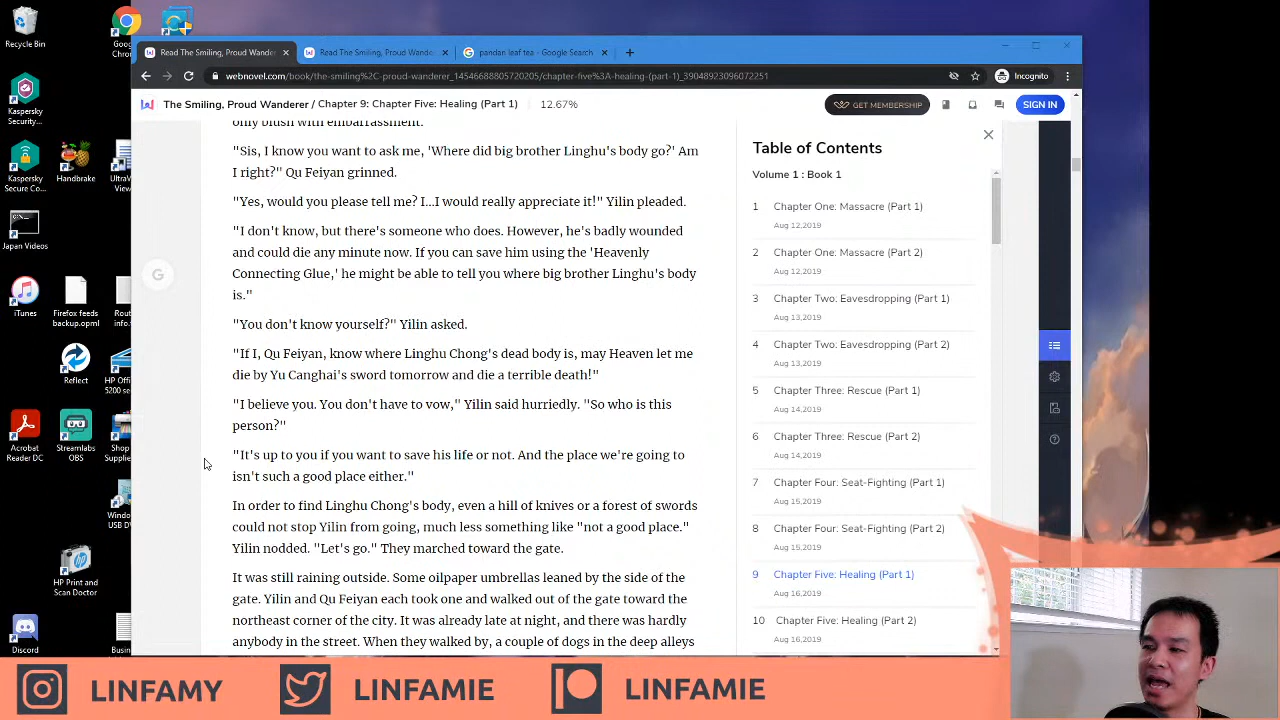 Recycle Bin
Goog
Chron
Kaspersky
Security...
Kaspersky
Secure Co...
Handbrake
UltraV
View
Japan Videos
iTunes
Firefox feeds
backup.opml
Route
info.
Reflect
HP Offi
5200 se
Acrobat
Reader DC
Streamlabs
OBS
Shop
Supplie
Windo
USB D
HP Print and
Scan Doctor
Discord
Busin
Read The Smiling, Proud Wander
Read The Smiling, Proud Wande
pandan leaf tea - Google Search
webnovel.com/book/the-smiling%2C-proud-wanderer_14546688805720205/chapter-five%3A-healing-(part-1)_39048923096072251
Incognito
The Smiling, Proud Wanderer / Chapter 9: Chapter Five: Healing (Part 1)
12.67%
GET MEMBERSHIP
SIGN IN
only blush with embarrassment.
"Sis, I know you want to ask me, 'Where did big brother Linghu's body go?' Am
I right?" Qu Feiyan grinned.
"Yes, would you please tell me? I...I would really appreciate it!" Yilin pleaded.
"I don't know, but there's someone who does. However, he's badly wounded
and could die any minute now. If you can save him using the 'Heavenly
Connecting Glue,' he might be able to tell you where big brother Linghu's body
is."
"You don't know yourself?" Yilin asked.
"If I, Qu Feiyan, know where Linghu Chong's dead body is, may Heaven let me
die by Yu Canghai's sword tomorrow and die a terrible death!"
"I believe you. You don't have to vow," Yilin said hurriedly. "So who is this
person?"
"It's up to you if you want to save his life or not. And the place we're going to
isn't such a good place either."
In order to find Linghu Chong's body, even a hill of knives or a forest of swords
could not stop Yilin from going, much less something like "not a good place."
Yilin nodded. "Let's go." They marched toward the gate.
It was still raining outside. Some oilpaper umbrellas leaned by the side of the
gate. Yilin and Qu Feiyan each took one and walked out of the gate toward the
northeast corner of the city. It was already late at night, and there was hardly
anybody in the street. When they walked by, a couple of dogs in the deep alleys
G
Table of Contents
Volume 1 : Book 1
1 Chapter One: Massacre (Part 1)
Aug 12,2019
2 Chapter One: Massacre (Part 2)
Aug 12,2019
3 Chapter Two: Eavesdropping (Part 1)
Aug 13,2019
4 Chapter Two: Eavesdropping (Part 2)
Aug 13,2019
5 Chapter Three: Rescue (Part 1)
Aug 14,2019
6 Chapter Three: Rescue (Part 2)
Aug 14,2019
7 Chapter Four: Seat-Fighting (Part 1)
Aug 15,2019
8 Chapter Four: Seat-Fighting (Part 2)
Aug 15,2019
9 Chapter Five: Healing (Part 1)
Aug 16,2019
10 Chapter Five: Healing (Part 2)
Aug 16,2019
LINFAMY
LINFAMIE
LINFAMIE